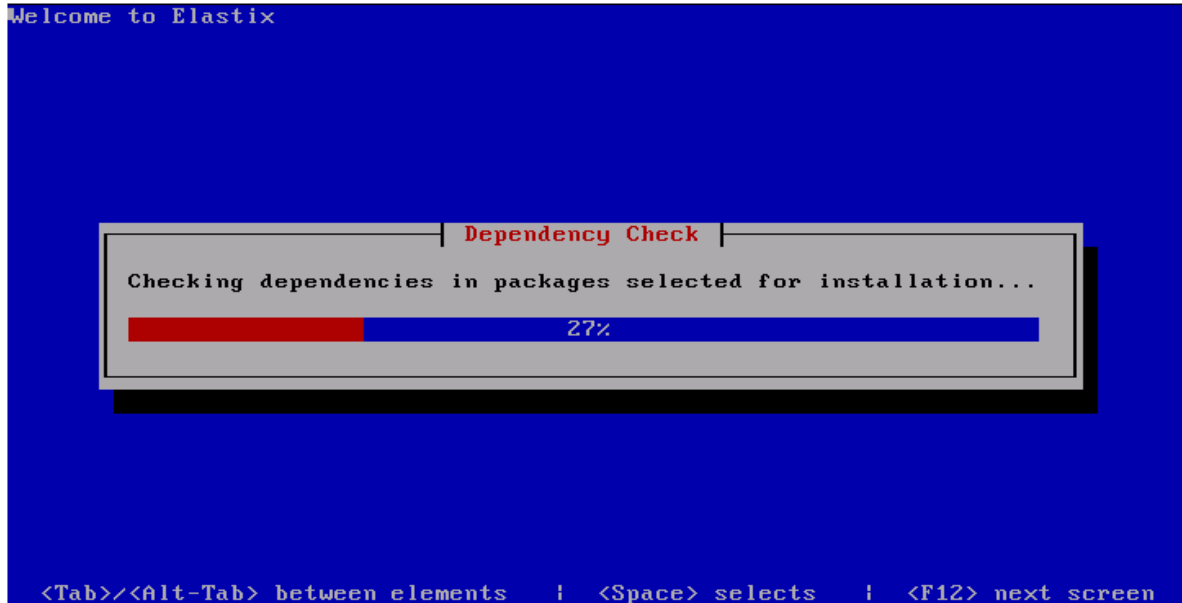 Welcome to Elastix
Dependency Check
Checking dependencies in packages selected for installation...
27%
<Tab>/<Alt-Tab> between elements | <Space> selects | <F12> next screen